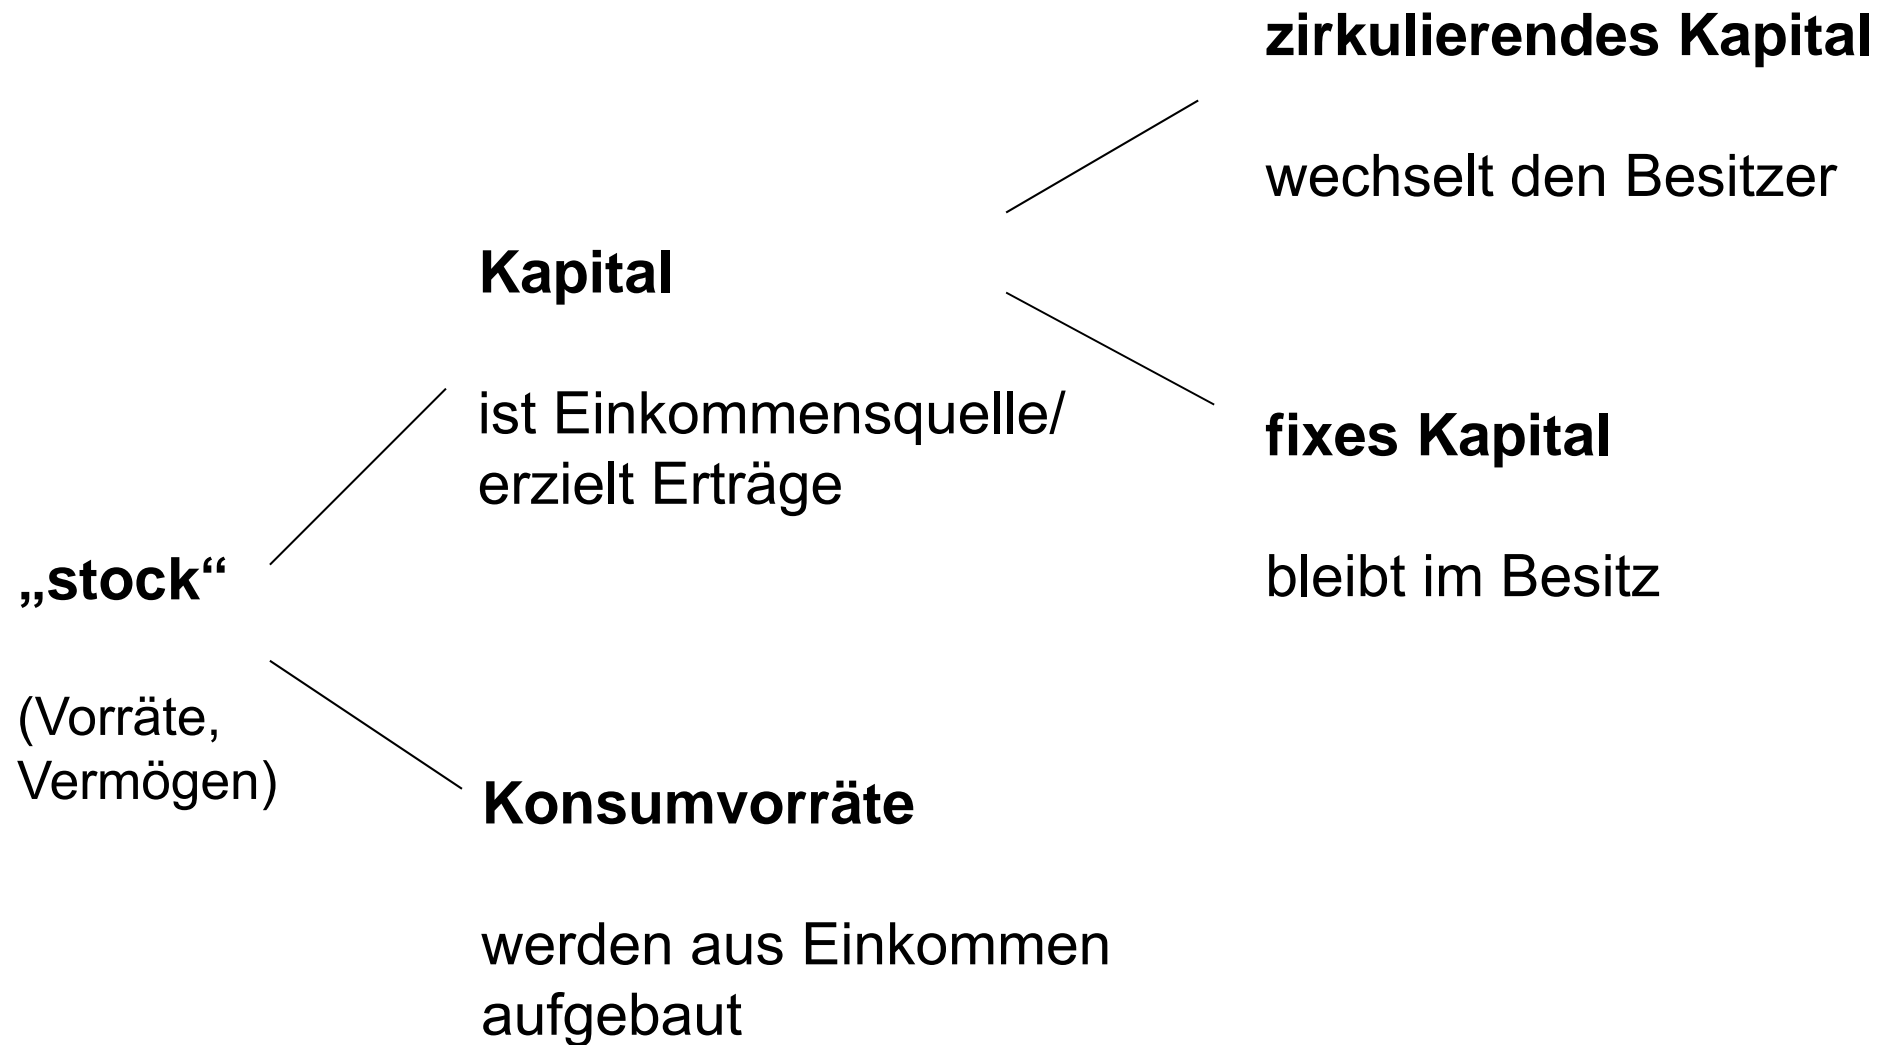 zirkulierendes Kapital
wechselt den Besitzer
Kapital
ist Einkommensquelle/
erzielt Erträge
fixes Kapital
bleibt im Besitz
„stock“
(Vorräte,
Vermögen)
Konsumvorräte
werden aus Einkommen
aufgebaut